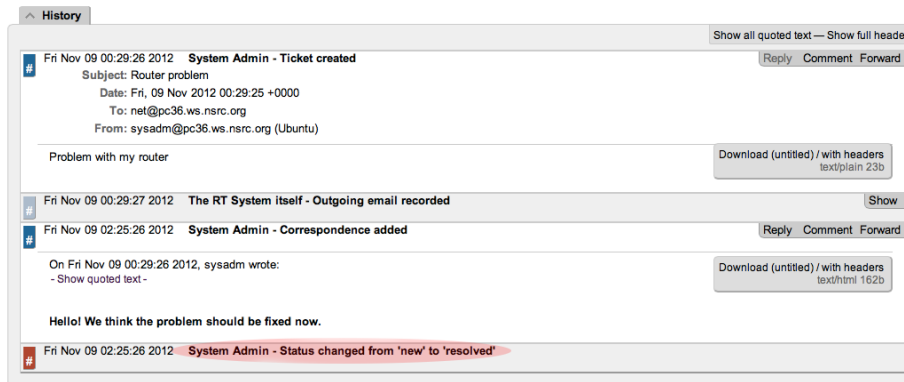 History
Show all quoted text — Show full heade
# Fri Nov 09 00:29:26 2012 System Admin - Ticket created Reply Comment Forward
Subject: Router problem
Date: Fri, 09 Nov 2012 00:29:25 +0000
To: net@pc36.ws.nsrc.org
From: sysadm@pc36.ws.nsrc.org (Ubuntu)
Problem with my router
Download (untitled) / with headers
text/plain 23b
# Fri Nov 09 00:29:27 2012 The RT System itself - Outgoing email recorded Show
# Fri Nov 09 02:25:26 2012 System Admin - Correspondence added Reply Comment Forward
On Fri Nov 09 00:29:26 2012, sysadm wrote:
- Show quoted text -
Download (untitled) / with headers
text/html 162b
Hello! We think the problem should be fixed now.
# Fri Nov 09 02:25:26 2012 System Admin - Status changed from 'new' to 'resolved'